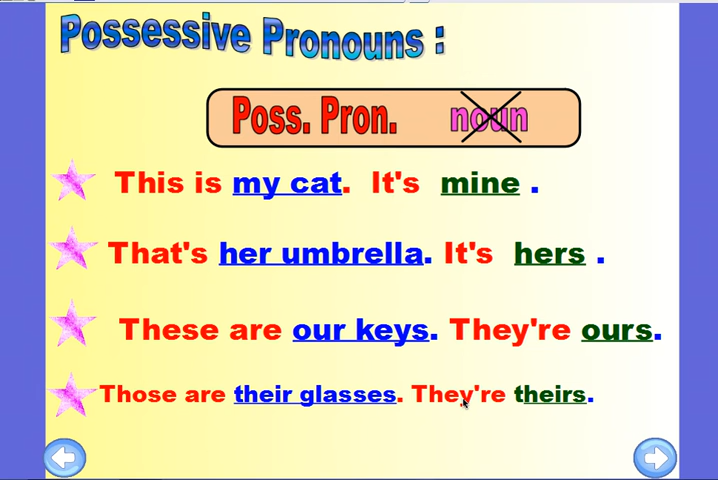 Possessive Pronouns :
Poss. Pron. noun
This is my cat. It's mine .
That's her umbrella. It's hers .
These are our keys. They're ours.
Those are their glasses. They're theirs.